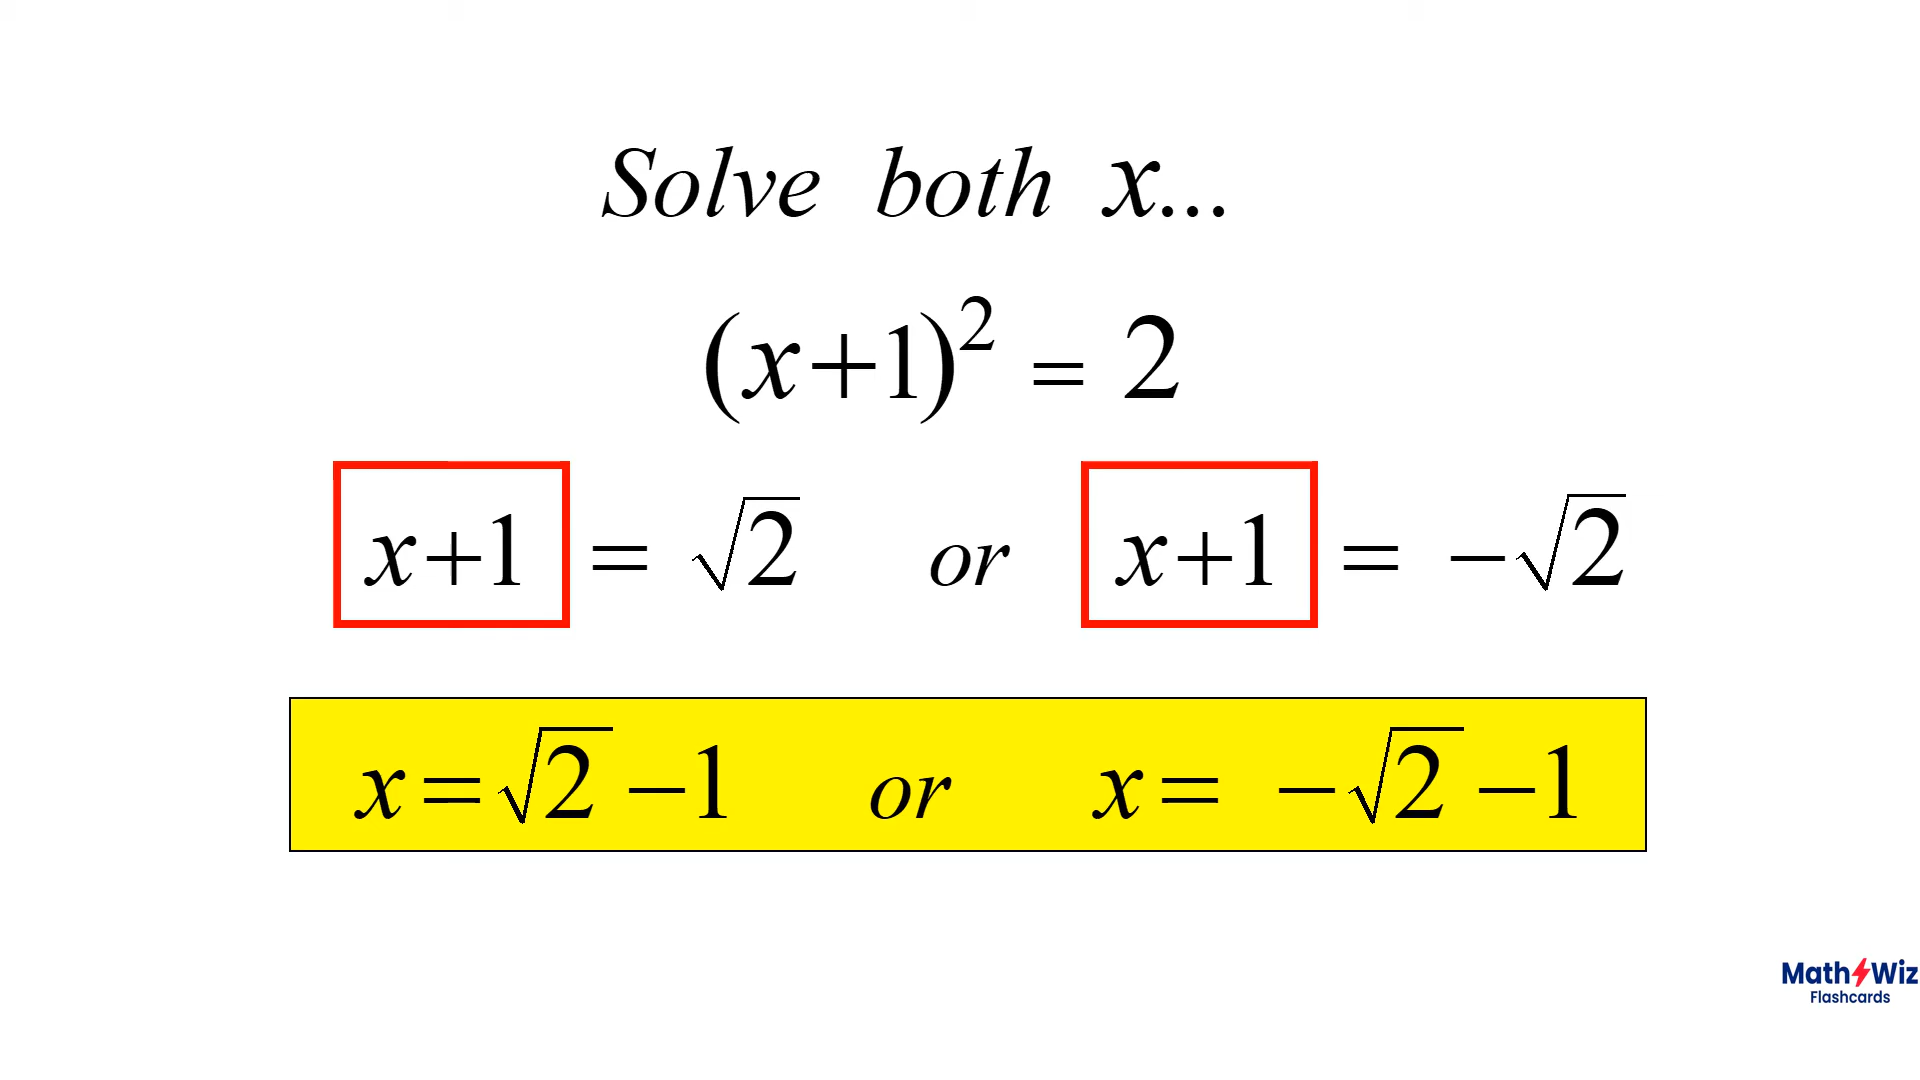 Solve both x...
(x+1)² = 2
x+1 = √2 or x+1 = −√2
x = √2 −1 or x = −√2 −1
Math Wiz
Flashcards